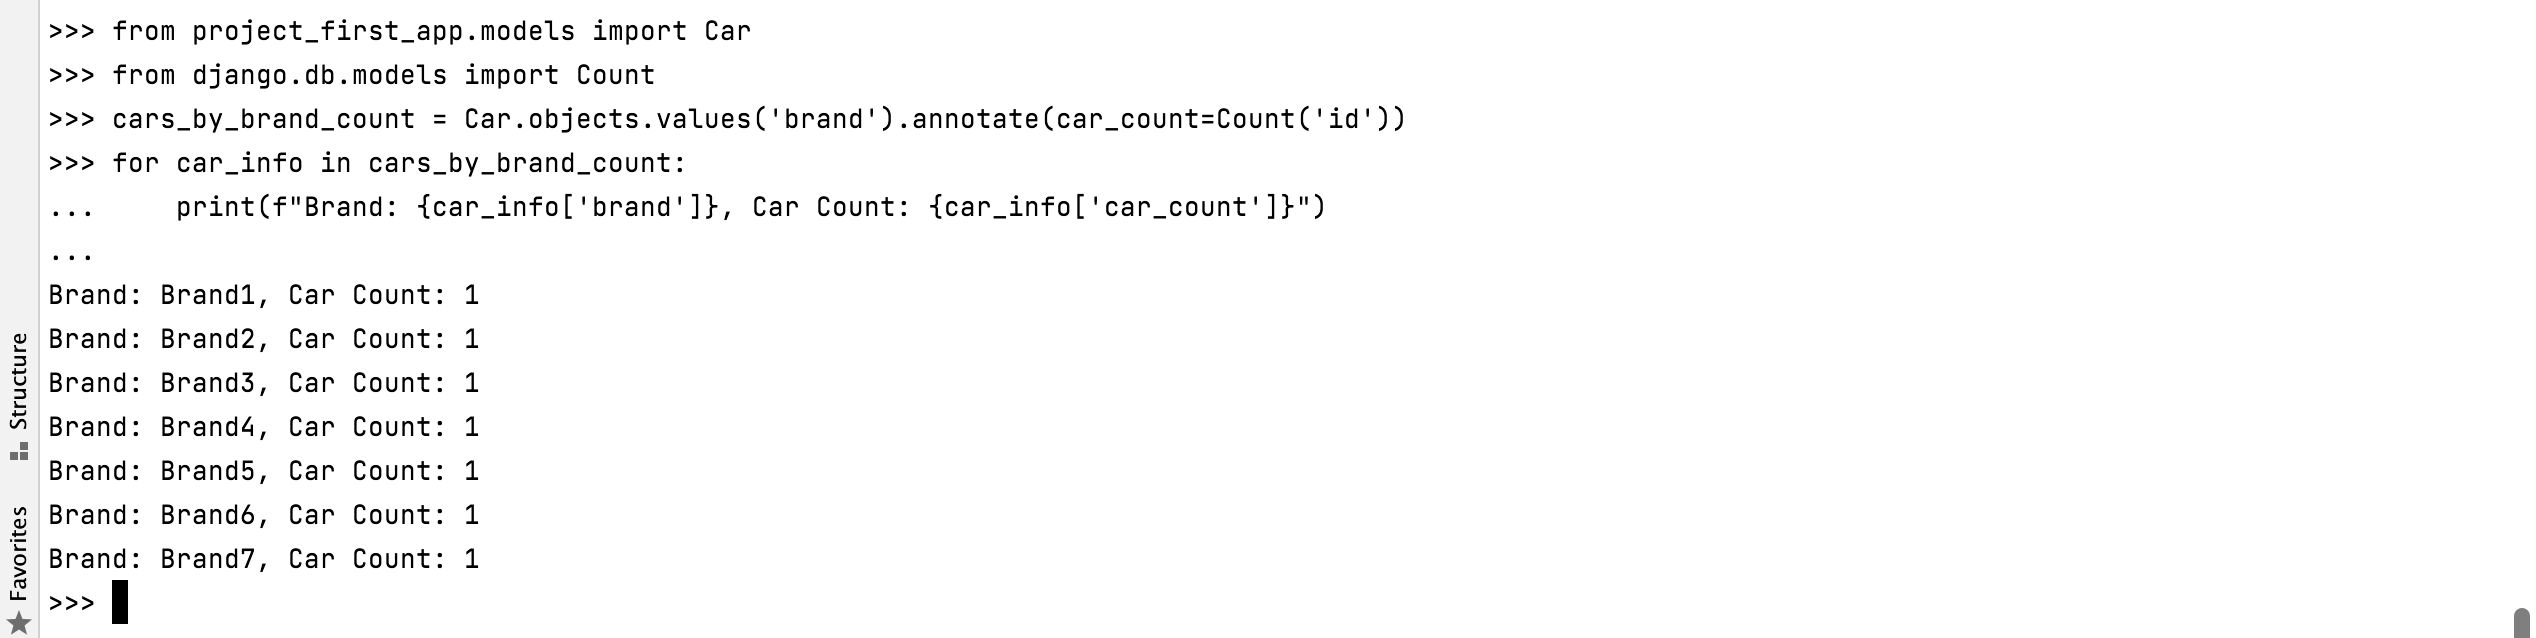 >>> from project_first_app.models import Car
>>> from django.db.models import Count
>>> cars_by_brand_count = Car.objects.values('brand').annotate(car_count=Count('id'))
>>> for car_info in cars_by_brand_count:
...     print(f"Brand: {car_info['brand']}, Car Count: {car_info['car_count']}")
...
Brand: Brand1, Car Count: 1
Brand: Brand2, Car Count: 1
Brand: Brand3, Car Count: 1
Brand: Brand4, Car Count: 1
Brand: Brand5, Car Count: 1
Brand: Brand6, Car Count: 1
Brand: Brand7, Car Count: 1
>>>
Structure
Favorites